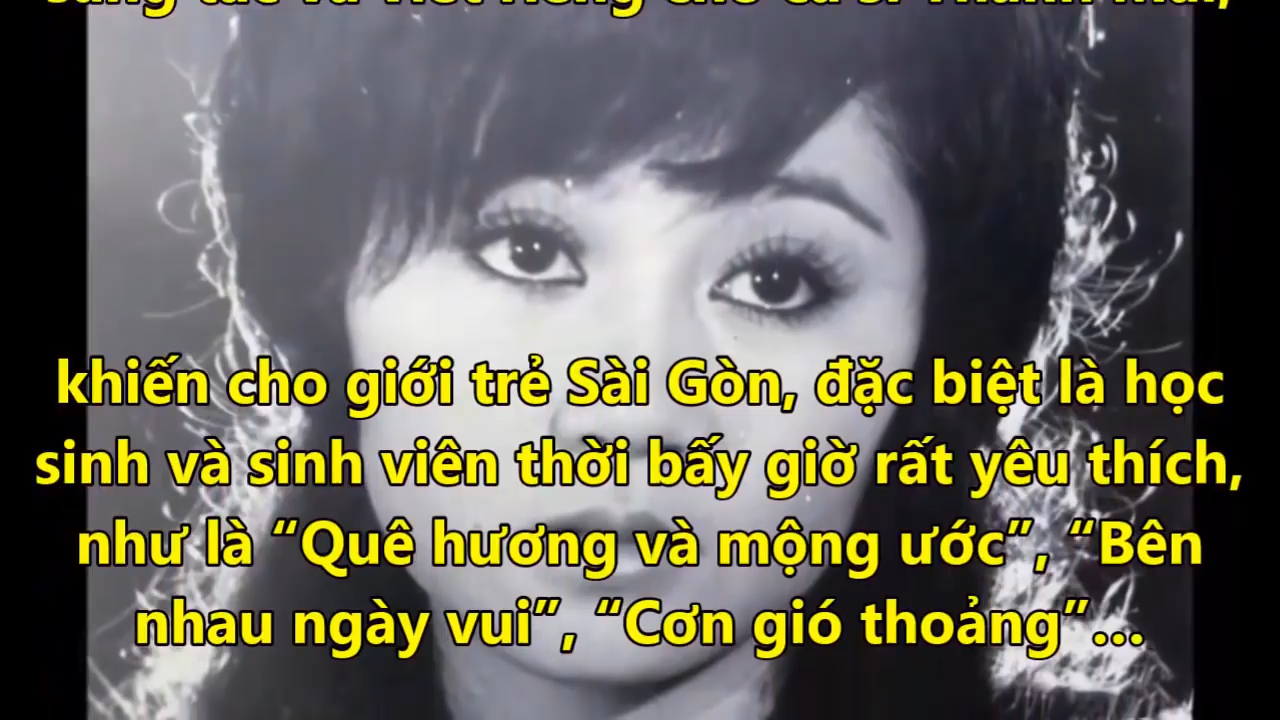 khiến cho giới trẻ Sài Gòn, đặc biệt là học
sinh và sinh viên thời bấy giờ rất yêu thích,
như là “Quê hương và mộng ước”, “Bên
nhau ngày vui”, “Cơn gió thoảng”...